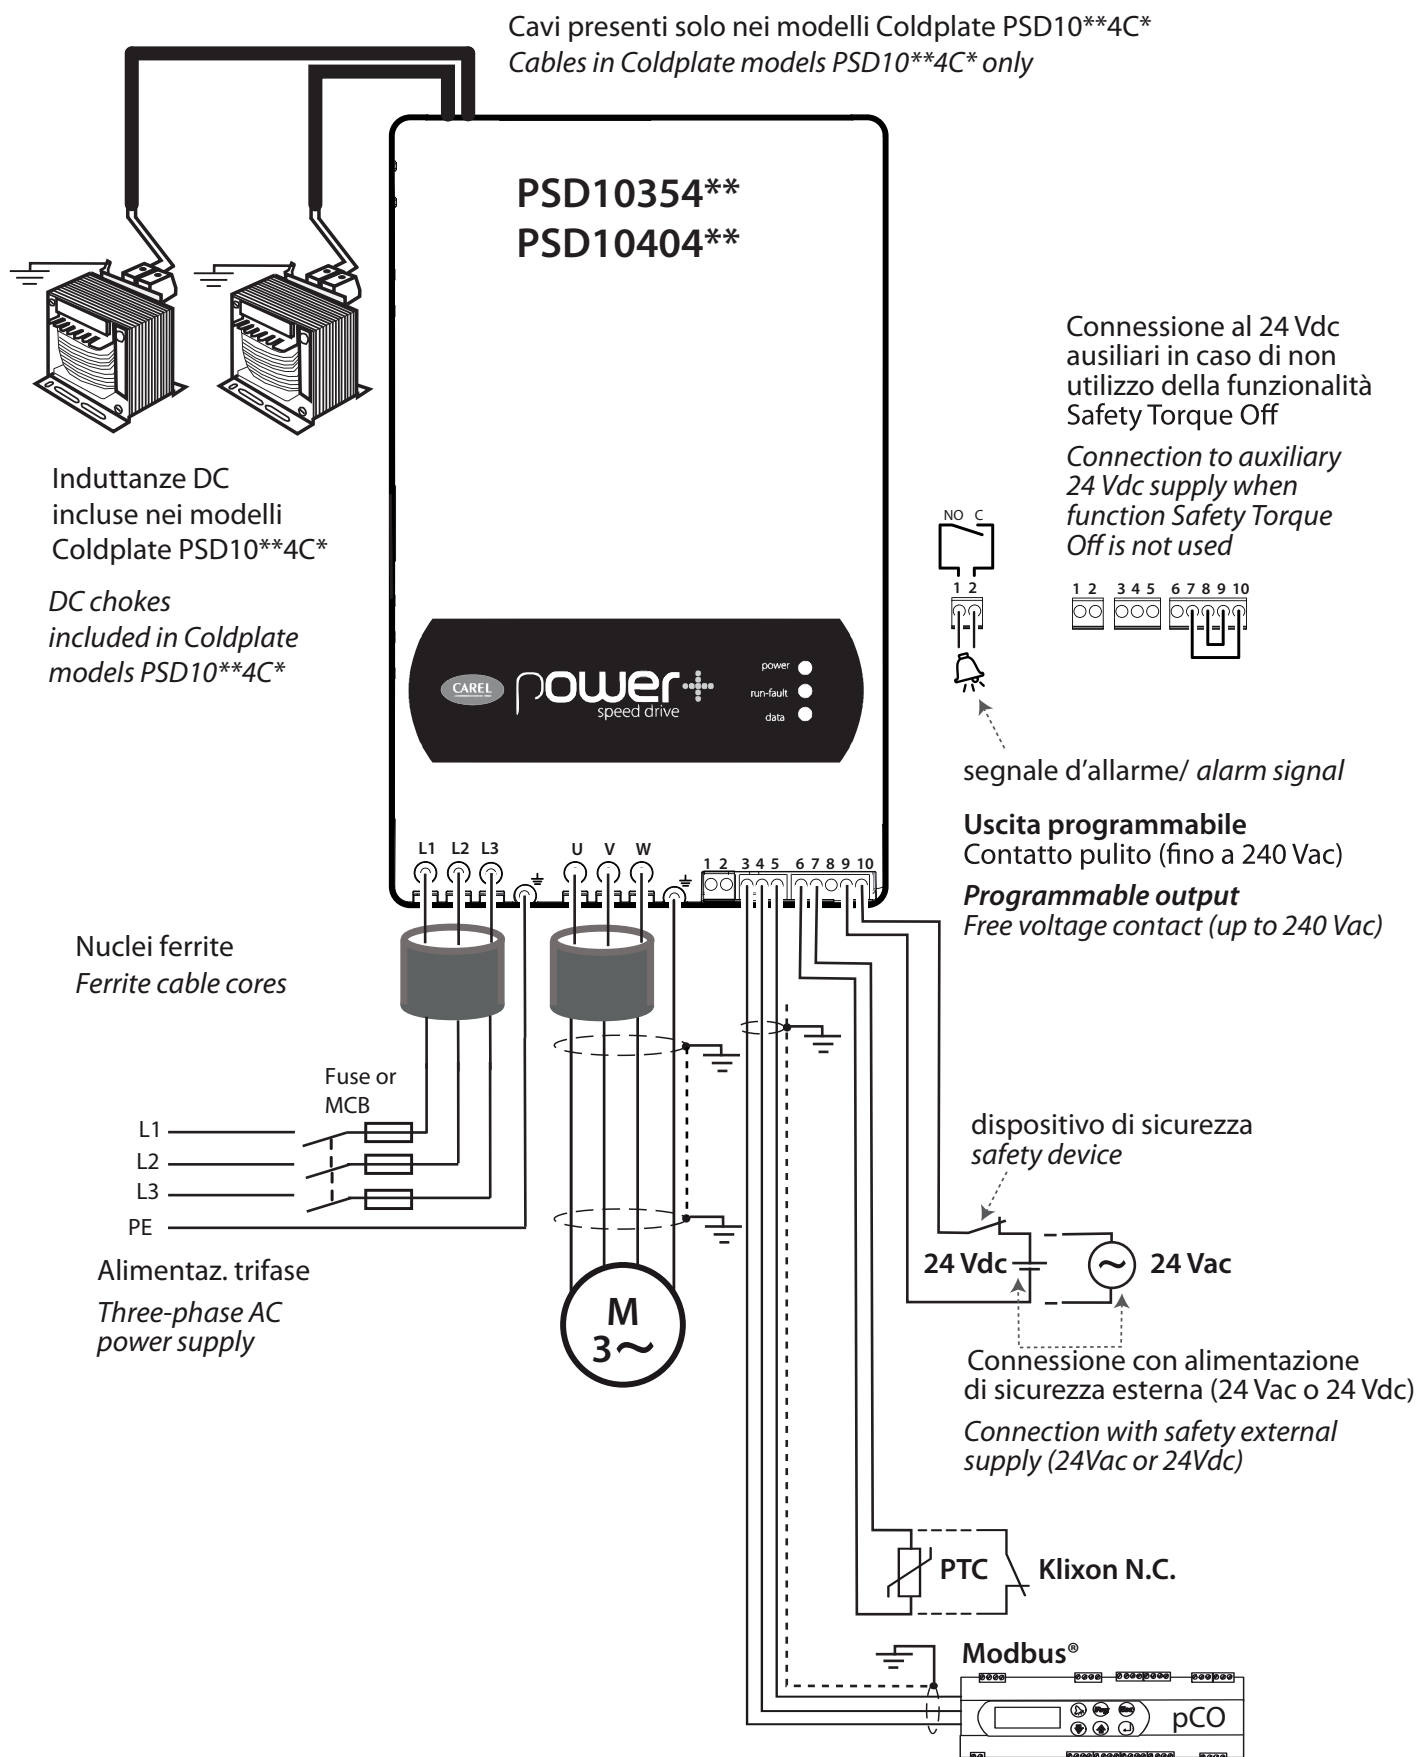 Cavi presenti solo nei modelli Coldplate PSD10**4C*
Cables in Coldplate models PSD10**4C* only
PSD10354**
PSD10404**
Induttanze DC
incluse nei modelli
Coldplate PSD10**4C*
DC chokes
included in Coldplate
models PSD10**4C*
Connessione al 24 Vdc
ausiliari in caso di non
utilizzo della funzionalità
Safety Torque Off
Connection to auxiliary
24 Vdc supply when
function Safety Torque
Off is not used
NO C
1 2
1 2 3 4 5 6 7 8 9 10
CAREL
power+
speed drive
power
run-fault
data
segnale d'allarme/ alarm signal
Uscita programmabile
Contatto pulito (fino a 240 Vac)
Programmable output
Free voltage contact (up to 240 Vac)
L1 L2 L3 U V W 1 2 3 4 5 6 7 8 9 10
Nuclei ferrite
Ferrite cable cores
Fuse or
MCB
L1
L2
L3
PE
Alimentaz. trifase
Three-phase AC
power supply
M
3~
dispositivo di sicurezza
safety device
24 Vdc
~
24 Vac
Connessione con alimentazione
di sicurezza esterna (24 Vac o 24 Vdc)
Connection with safety external
supply (24Vac or 24Vdc)
PTC
Klixon N.C.
Modbus®
Prg
Esc
pCO